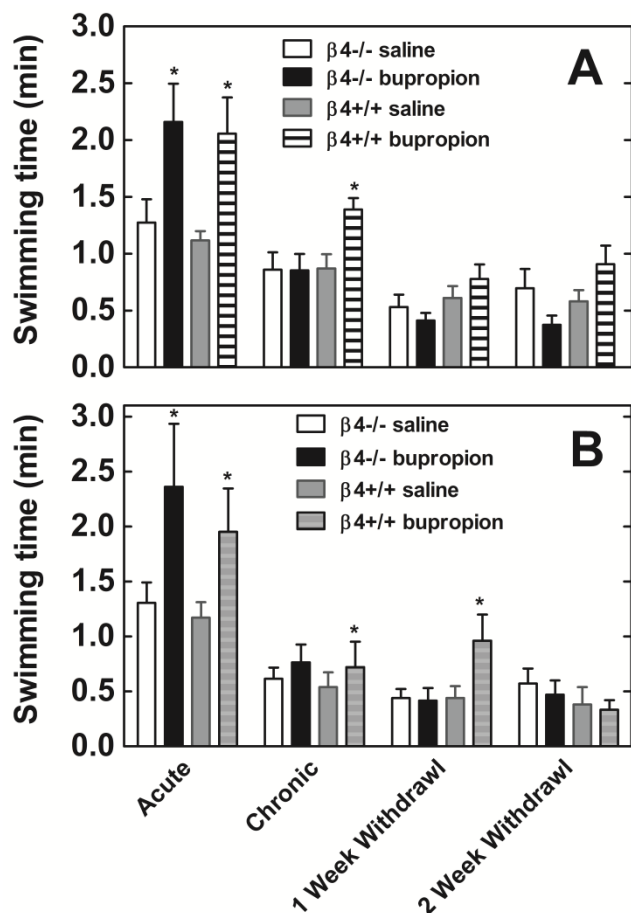 Swimming time (min)
3.0
2.5
2.0
1.5
1.0
0.5
0.0
A
β4-/- saline
β4-/- bupropion
β4+/+ saline
β4+/+ bupropion
*
*
*
Swimming time (min)
3.0
2.5
2.0
1.5
1.0
0.5
0.0
B
β4-/- saline
β4-/- bupropion
β4+/+ saline
β4+/+ bupropion
*
*
*
*
Acute
Chronic
1 Week Withdrawl
2 Week Withdrawl